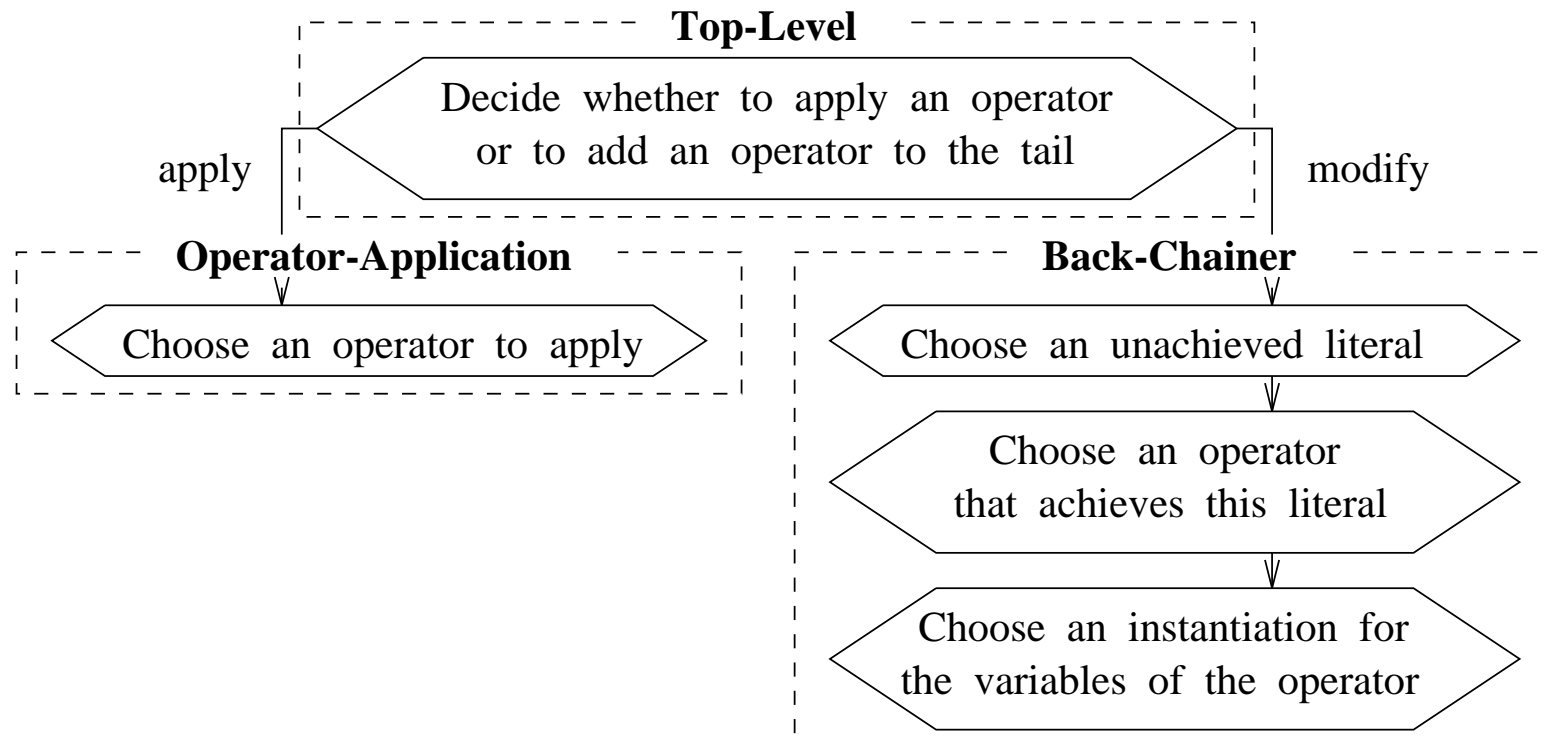 Top-Level
Decide whether to apply an operator
or to add an operator to the tail
apply
modify
Operator-Application
Choose an operator to apply
Back-Chainer
Choose an unachieved literal
Choose an operator
that achieves this literal
Choose an instantiation for
the variables of the operator